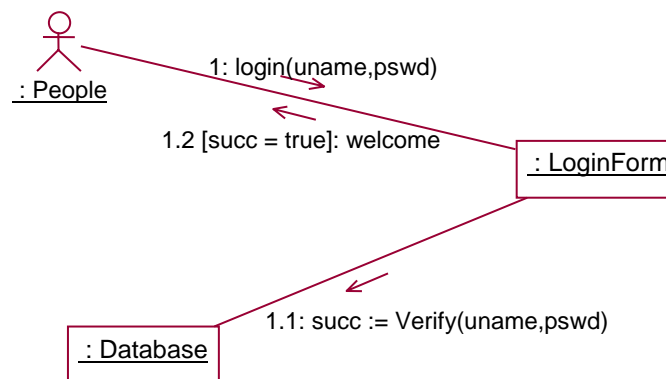 1: login(uname,pswd)
: People
1.2 [succ = true]: welcome
: LoginForm
1.1: succ := Verify(uname,pswd)
: Database